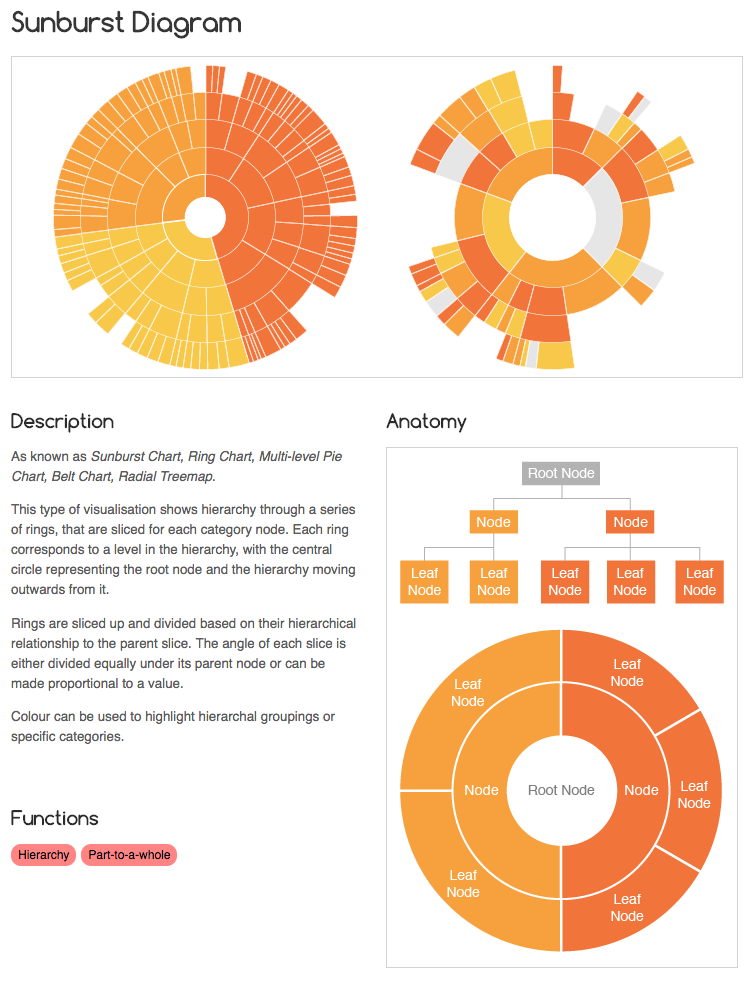 Sunburst Diagram
Description
As known as Sunburst Chart, Ring Chart, Multi-level Pie
Chart, Belt Chart, Radial Treemap.
This type of visualisation shows hierarchy through a series
of rings, that are sliced for each category node. Each ring
corresponds to a level in the hierarchy, with the central
circle representing the root node and the hierarchy moving
outwards from it.
Rings are sliced up and divided based on their hierarchical
relationship to the parent slice. The angle of each slice is
either divided equally under its parent node or can be
made proportional to a value.
Colour can be used to highlight hierarchal groupings or
specific categories.
Functions
Hierarchy
Part-to-a-whole
Anatomy
Root Node
Node
Node
Leaf
Node
Leaf
Node
Leaf
Node
Leaf
Node
Leaf
Node
Leaf
Node
Leaf
Node
Node
Root Node
Node
Leaf
Node
Leaf
Node
Leaf
Node